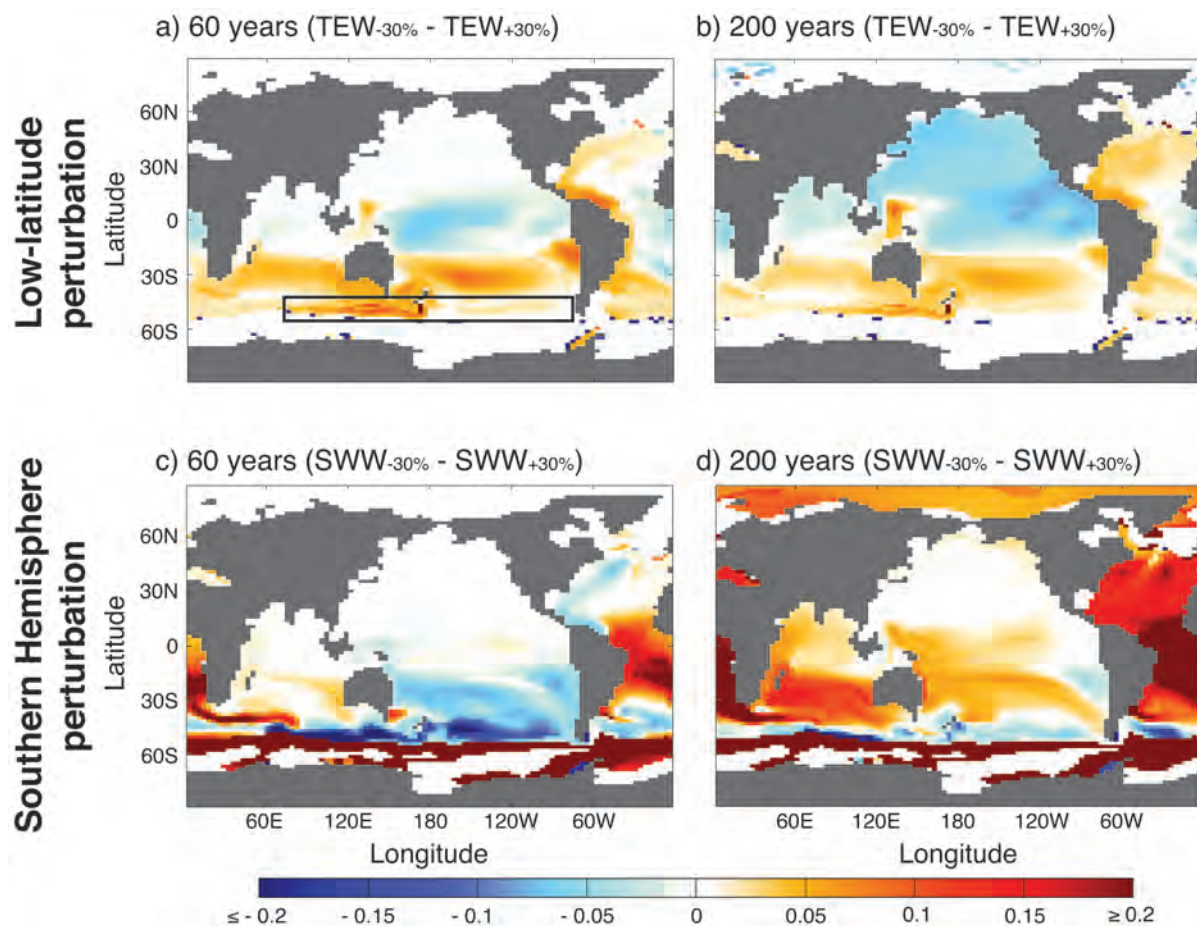 a) 60 years (TEW-30% - TEW+30%)
b) 200 years (TEW-30% - TEW+30%)
Low-latitude
perturbation
Latitude
60N
30N
0
30S
60S
c) 60 years (SWW-30% - SWW+30%)
d) 200 years (SWW-30% - SWW+30%)
Southern Hemisphere
perturbation
Latitude
60N
30N
0
30S
60S
60E 120E 180 120W 60W
60E 120E 180 120W 60W
Longitude
Longitude
≤ - 0.2 - 0.15 - 0.1 - 0.05 0 0.05 0.1 0.15 ≥ 0.2